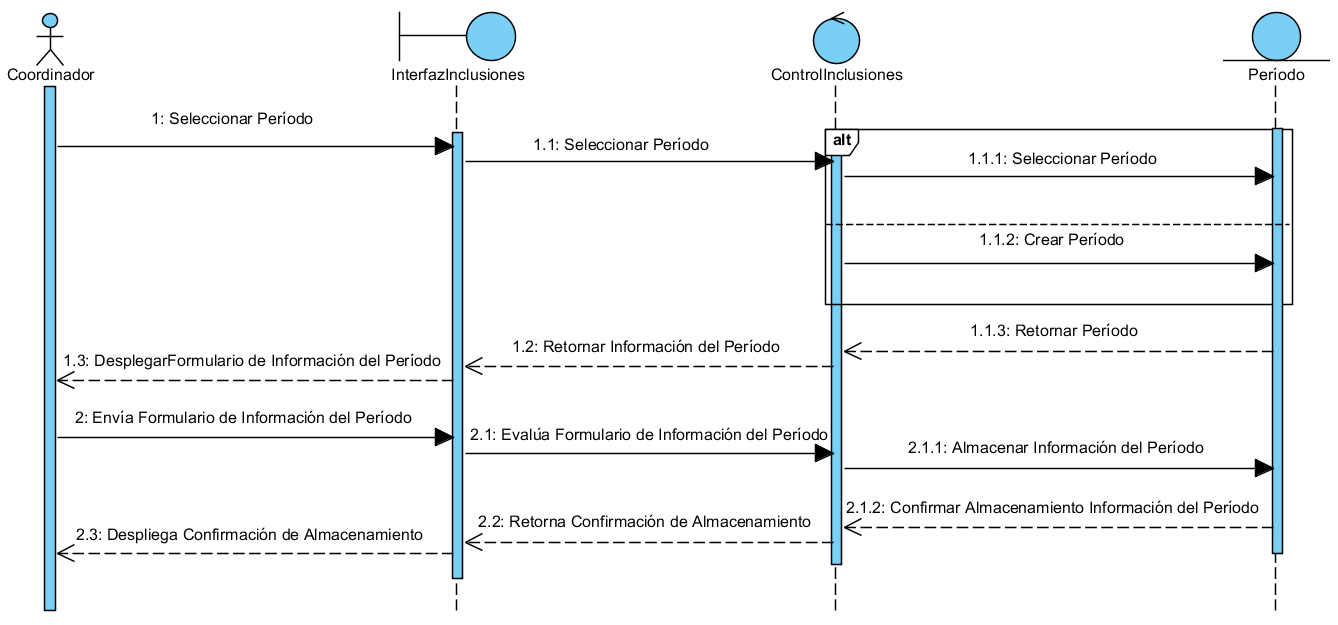 Coordinador
InterfazInclusiones
ControlInclusiones
Período
1: Seleccionar Período
1.1: Seleccionar Período
alt
1.1.1: Seleccionar Período
1.1.2: Crear Período
1.1.3: Retornar Período
1.2: Retornar Información del Período
1.3: DesplegarFormulario de Información del Período
2: Envía Formulario de Información del Período
2.1: Evalúa Formulario de Información del Período
2.1.1: Almacenar Información del Período
2.1.2: Confirmar Almacenamiento Información del Período
2.2: Retorna Confirmación de Almacenamiento
2.3: Despliega Confirmación de Almacenamiento